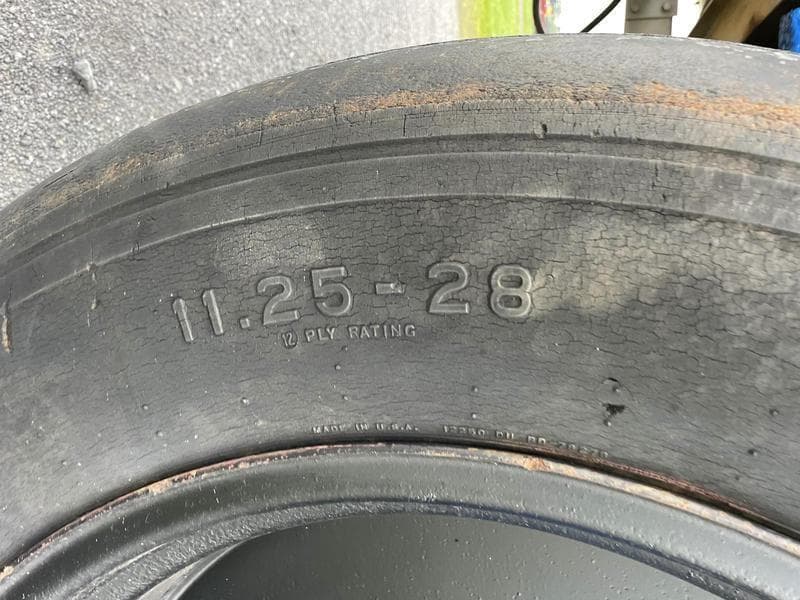 11.25-28
12 PLY RATING
MADE IN U.S.A.